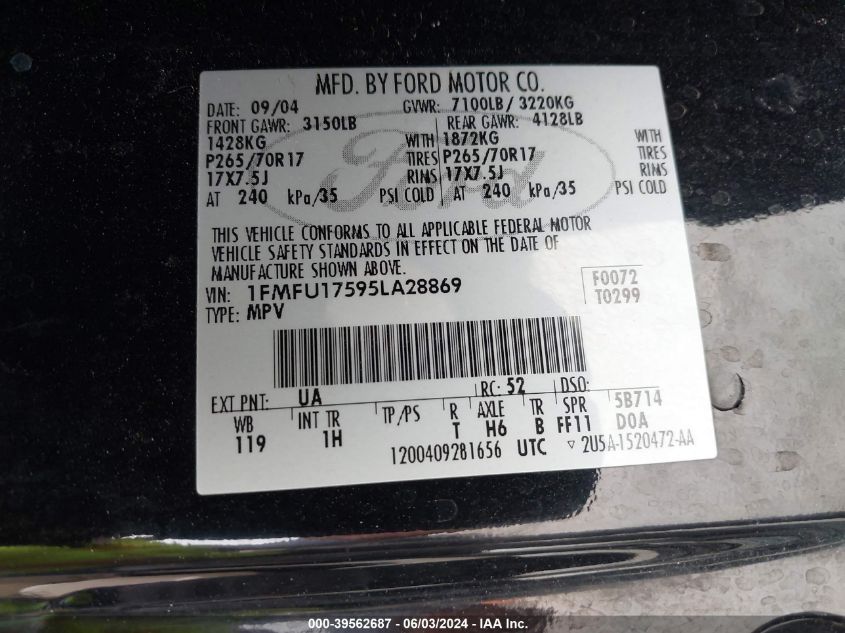 MFD. BY FORD MOTOR CO.
DATE: 09/04 GVWR: 7100LB/ 3220KG
FRONT GAWR: 3150LB REAR GAWR: 4128LB
1428KG WITH 1872KG WITH
P265/70R17 TIRES P265/70R17 TIRES
17X7.5J RIMS 17X7.5J RIMS
AT 240 kPa/35 PSI COLD AT 240 kPa/35 PSI COLD
Ford
THIS VEHICLE CONFORMS TO ALL APPLICABLE FEDERAL MOTOR
VEHICLE SAFETY STANDARDS IN EFFECT ON THE DATE OF
MANUFACTURE SHOWN ABOVE.
VIN: 1FMFU17595LA28869 F0072
TYPE: MPV T0299
EXT PNT: UA RC: 52 DSO:
WB INT TR TP/PS R AXLE TR SPR 5B714
119 1H T H6 B FF11 DOA
1200409281656 UTC ▽ 2U5A-1520472-AA
000-39562687 - 06/03/2024 - IAA Inc.